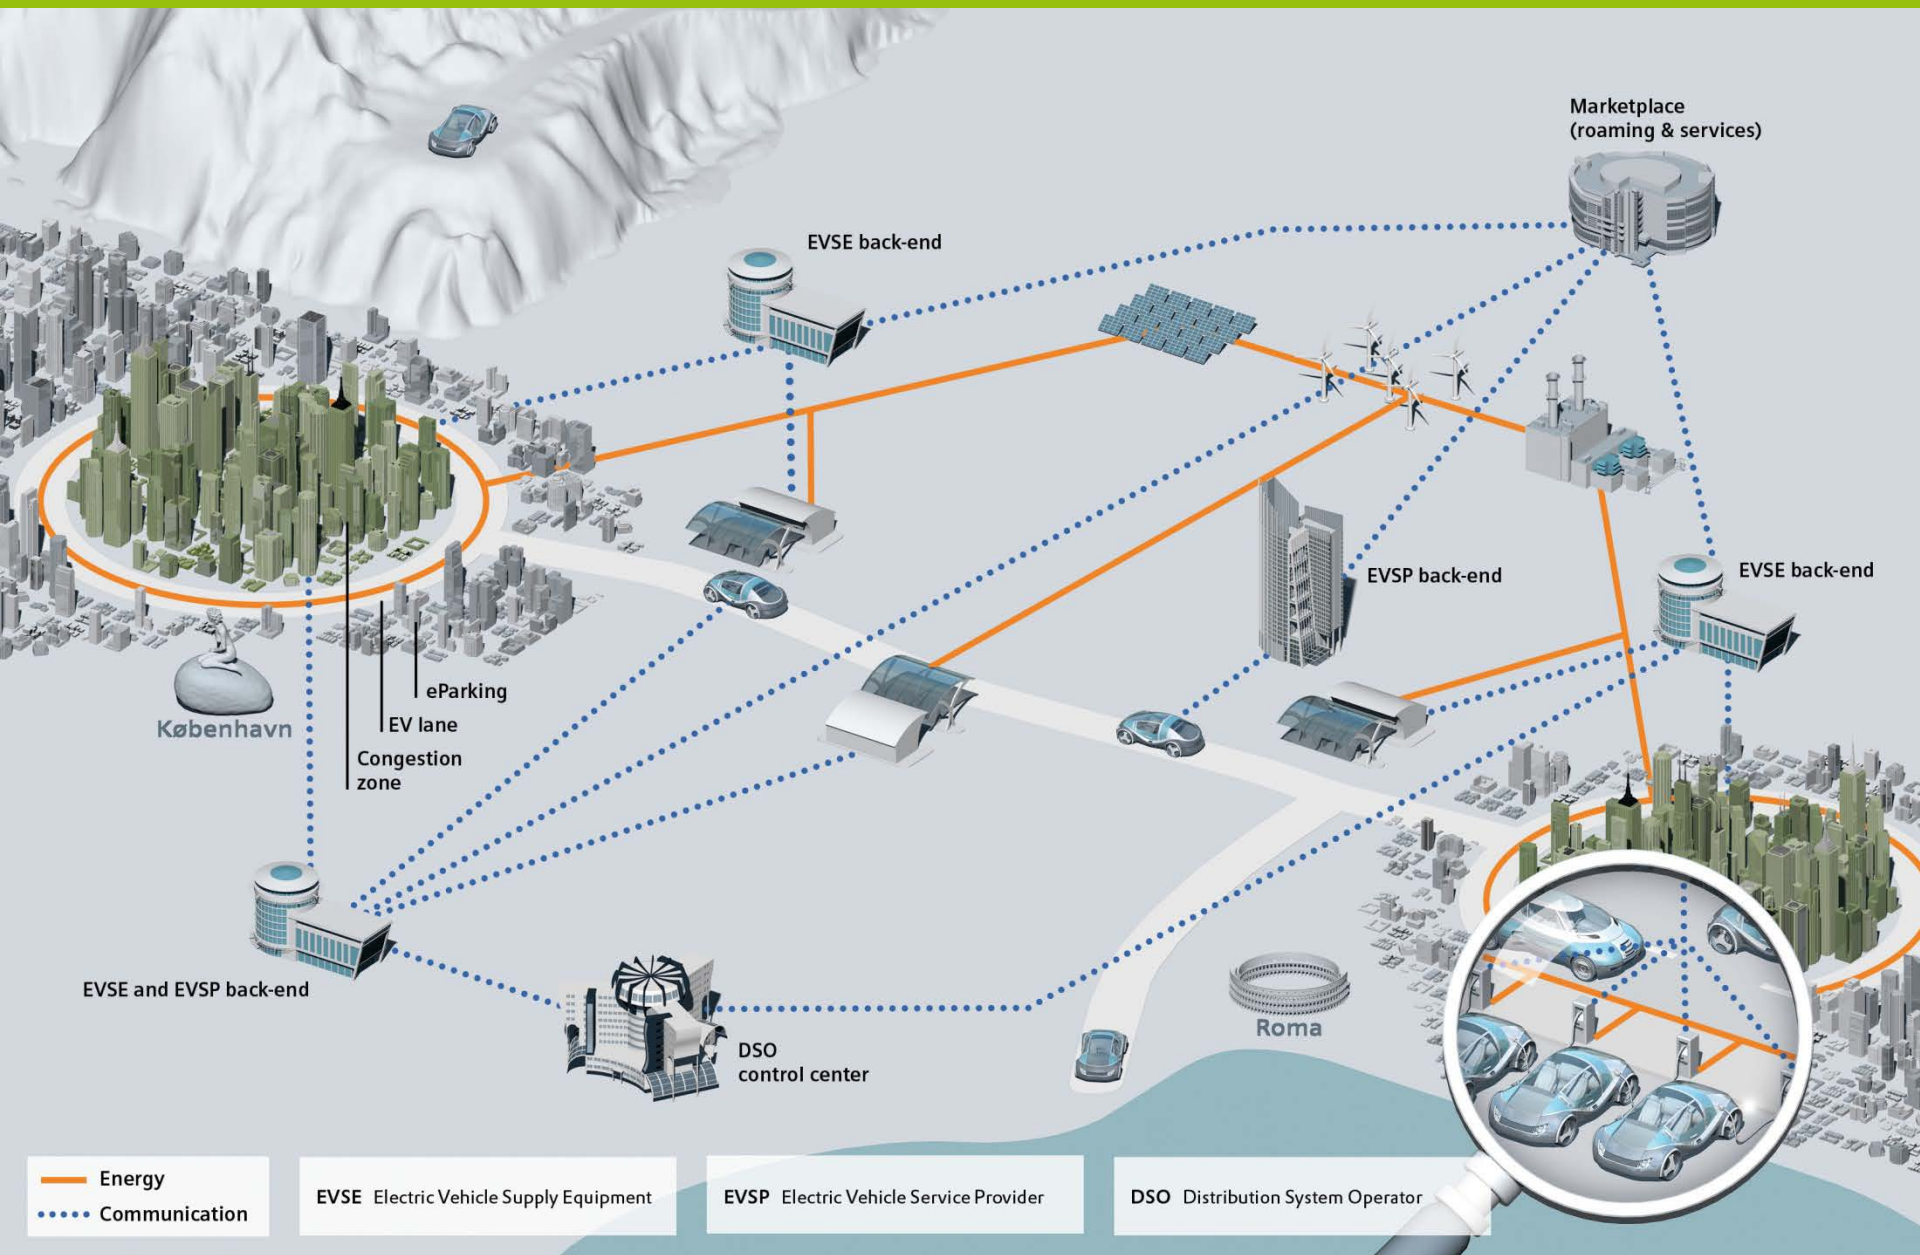 Marketplace
(roaming & services)
EVSE back-end
EVSP back-end
EVSE back-end
eParking
EV lane
Congestion
zone
København
EVSE and EVSP back-end
DSO
control center
Roma
Energy
Communication
EVSE Electric Vehicle Supply Equipment
EVSP Electric Vehicle Service Provider
DSO Distribution System Operator